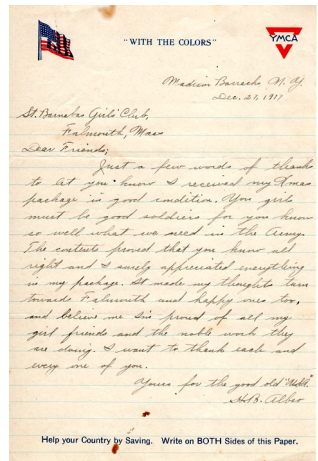 "WITH THE COLORS"
YMCA
Madison Barracks N.Y.
Dec. 27, 1917
St. Barnabas Girls' Club,
Falmouth, Mass
Dear Friends;
Just a few words of thanks
to let you know I received my Xmas
package in good condition. You girls
must be good soldiers for you know
so well what we need in the Army.
The contents proved that you know all
right and I surely appreciated everything
in my package. It made my thoughts turn
towards Falmouth and happy ones too,
and believe me I'm proud of all my
girl friends and the noble work they
are doing. I want to thank each and
every one of you.
Yours for the good old
H.B.
Help your Country by Saving. Write on BOTH Sides of this Paper.